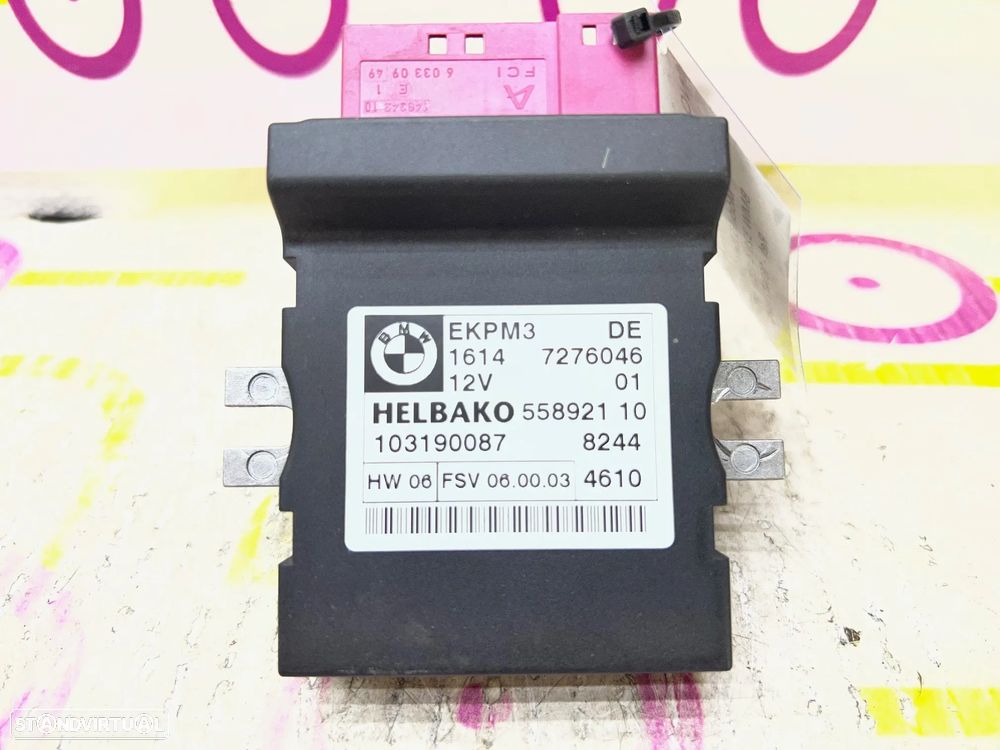 FCI
A
6 033 09 49
E 1
BMW
EKPM3 DE
1614 7276046
12V 01
HELBAKO 558921 10
103190087 8244
HW 06 FSV 06.00.03 4610
STANDVIRTUAL